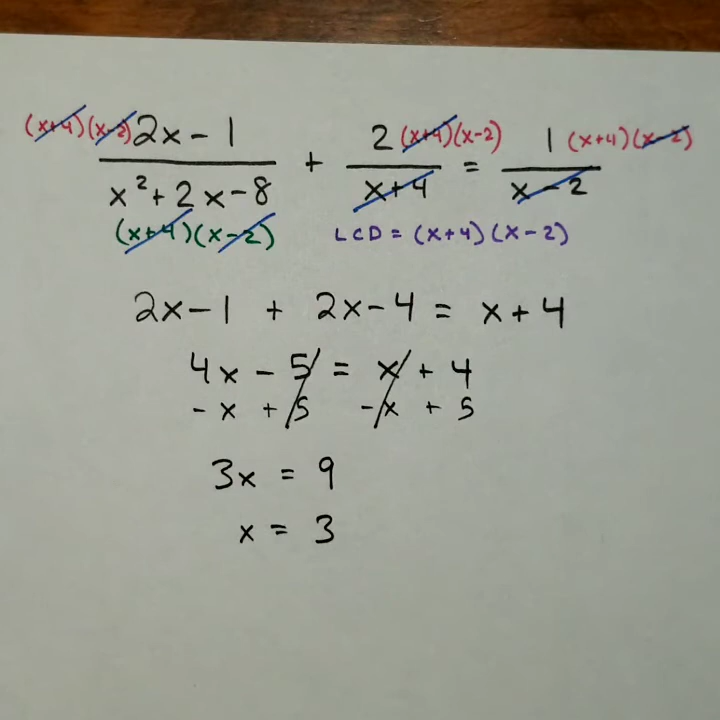 (x+4)(x-2) 2x - 1 / x² + 2x - 8 + 2 (x+4)(x-2) / x+4 = 1 (x+4)(x-2) / x-2
(x+4)(x-2) LCD = (x+4)(x-2)
2x - 1 + 2x - 4 = x + 4
4x - 5 = x + 4
- x + 5 - x + 5
3x = 9
x = 3